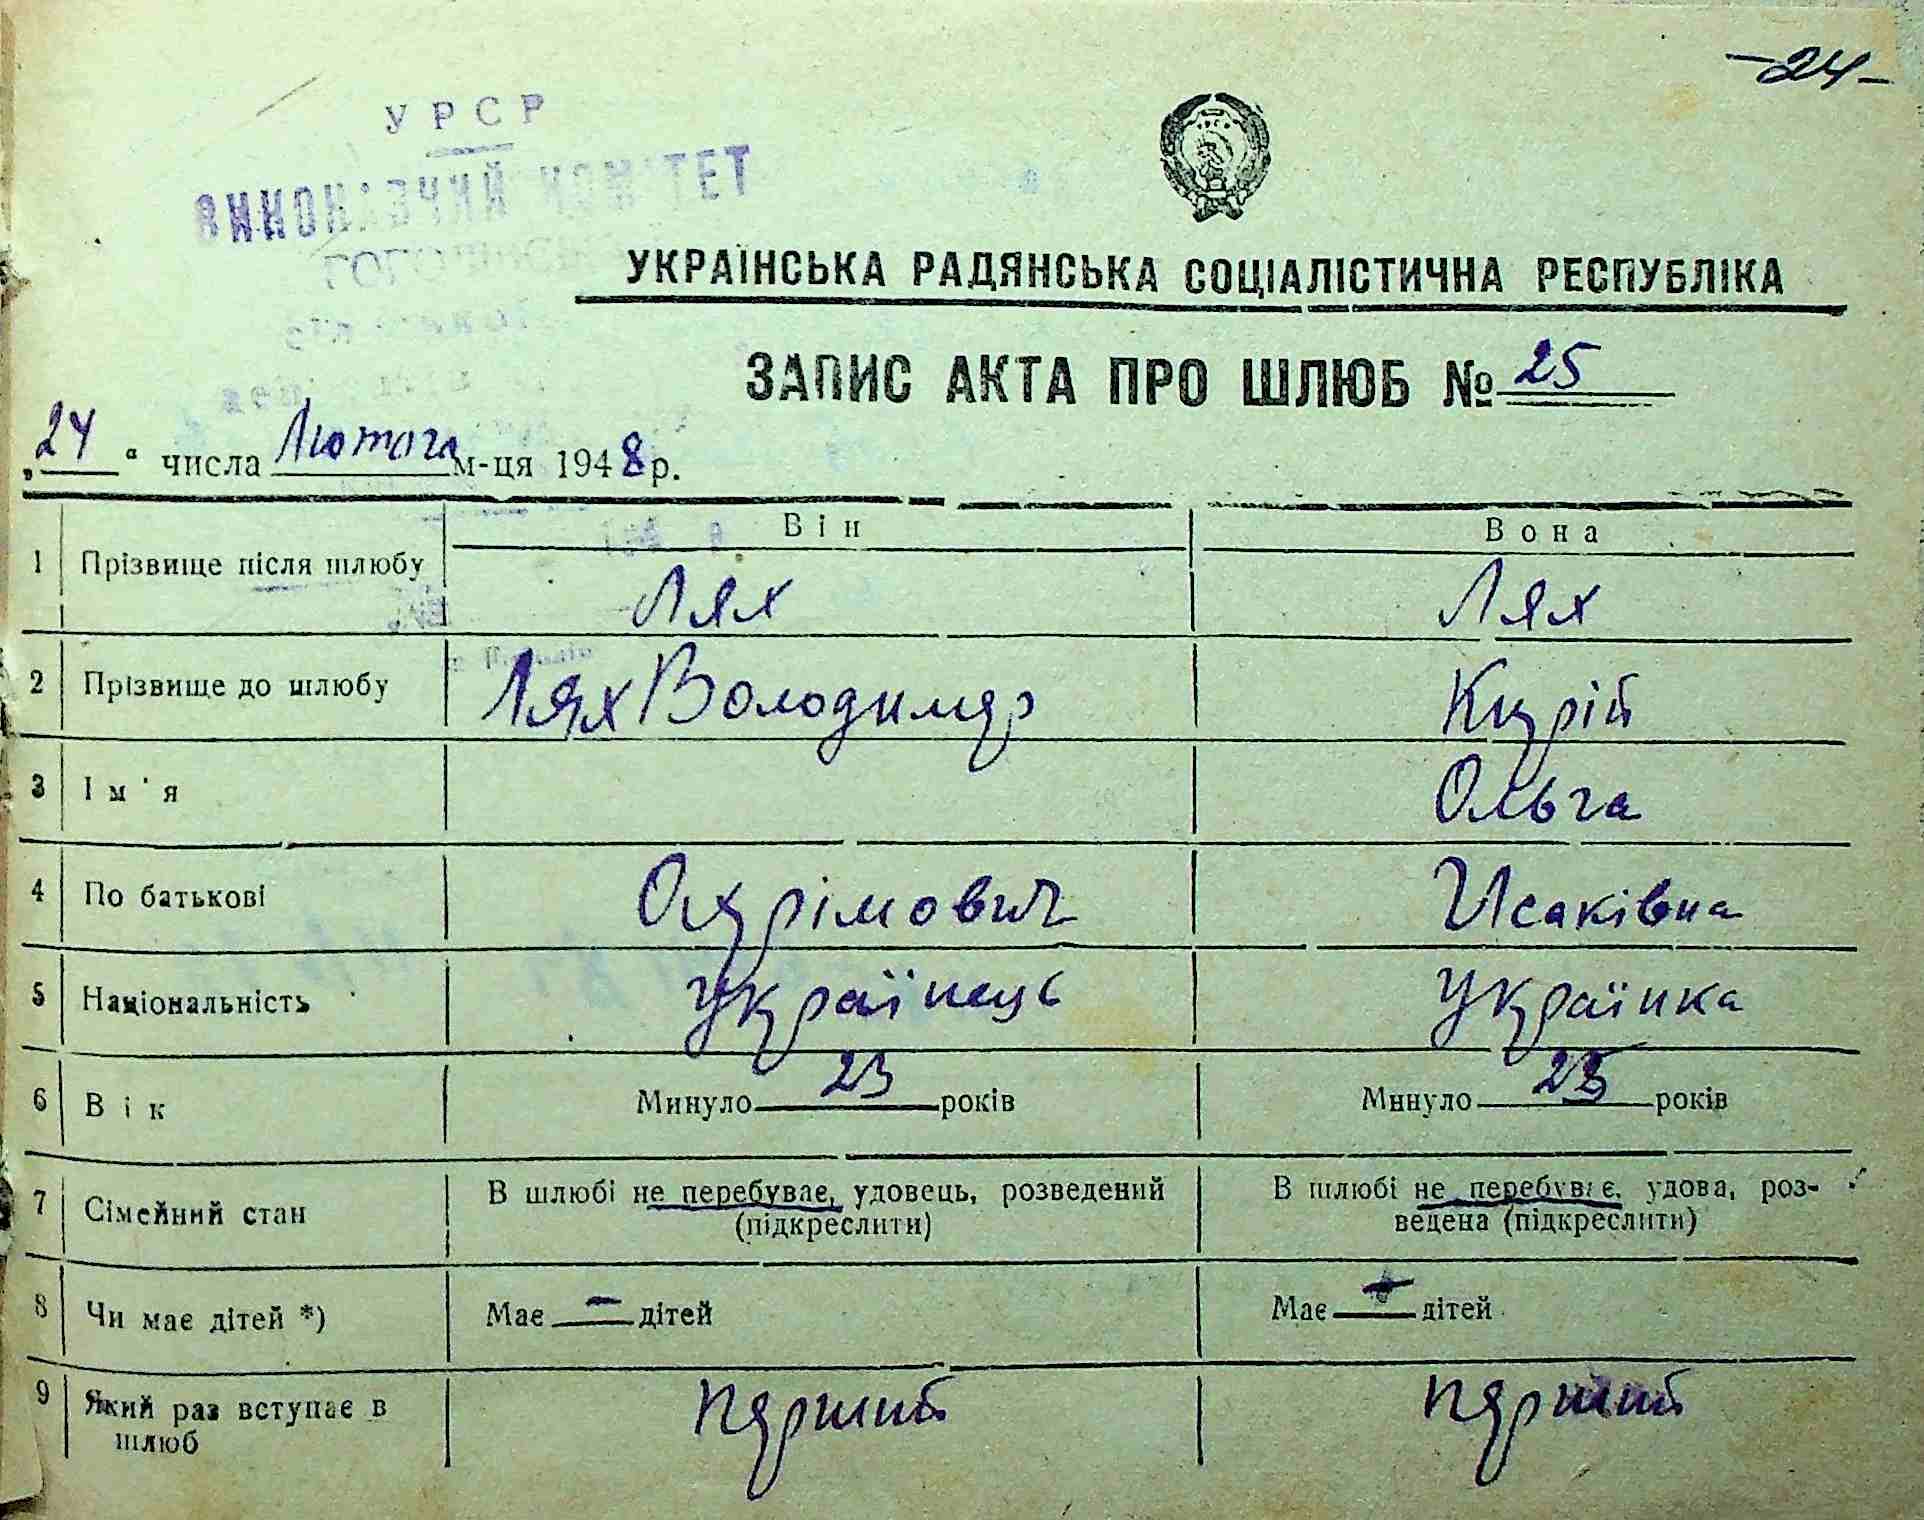 -24-
УРСР
ВИКОНАВЧИЙ КОМІТЕТ
УКРАЇНСЬКА РАДЯНСЬКА СОЦІАЛІСТИЧНА РЕСПУБЛІКА
ЗАПИС АКТА ПРО ШЛЮБ № 25
„24“ числа Лютого м-ця 1948 р.
Він Вона
1 Прізвище після шлюбу Лях Лях
2 Прізвище до шлюбу Лях Володимер Кирій
3 Ім'я Ольга
4 По батькові Охрімович Исаківна
5 Національність Українець Українка
6 Вік Минуло 23 років Минуло 23 років
7 Сімейний стан В шлюбі не перебуває, удовець, розведений В шлюбі не перебуває, удова, роз-
(підкреслити) ведена (підкреслити)
8 Чи має дітей *) Має — дітей Має — дітей
9 Який раз вступає в перший перший
шлюб